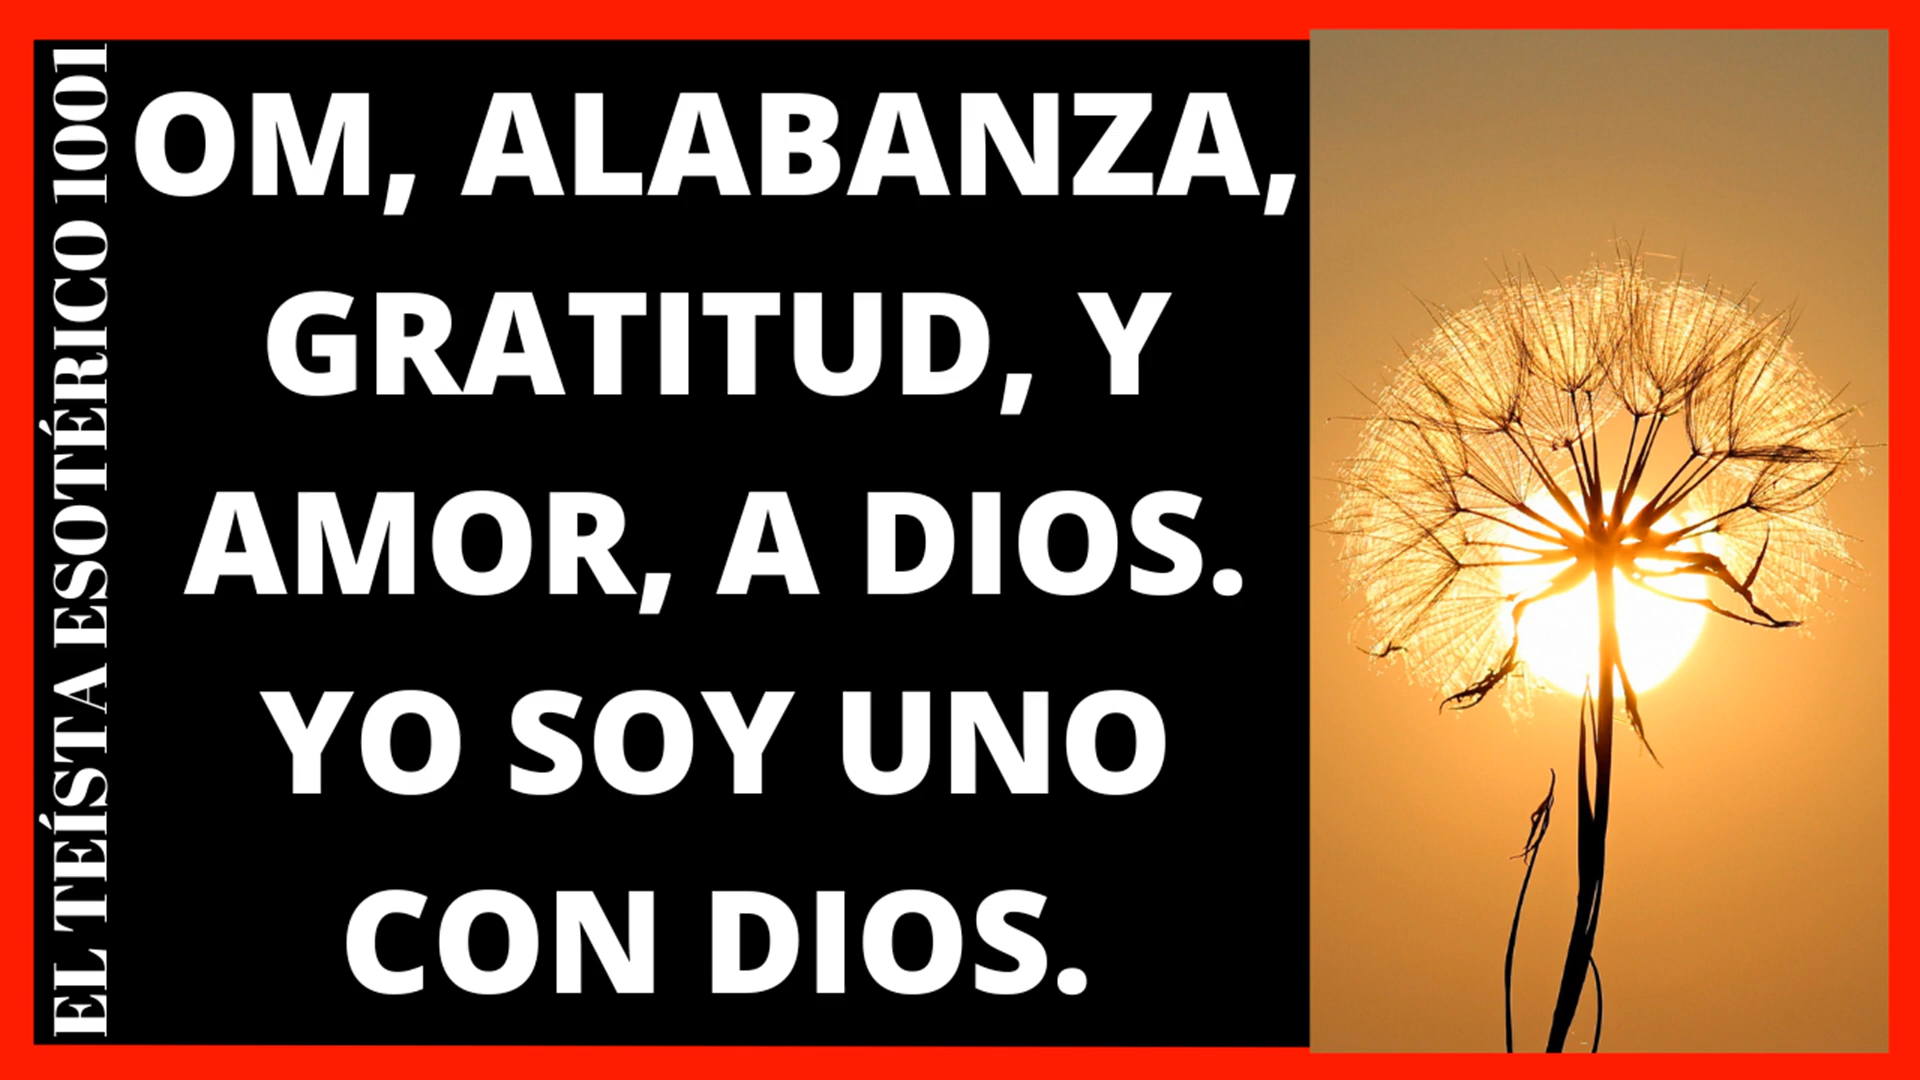 EL TEÍSTA ESOTÉRICO 1001
OM, ALABANZA,
GRATITUD, Y
AMOR, A DIOS.
YO SOY UNO
CON DIOS.